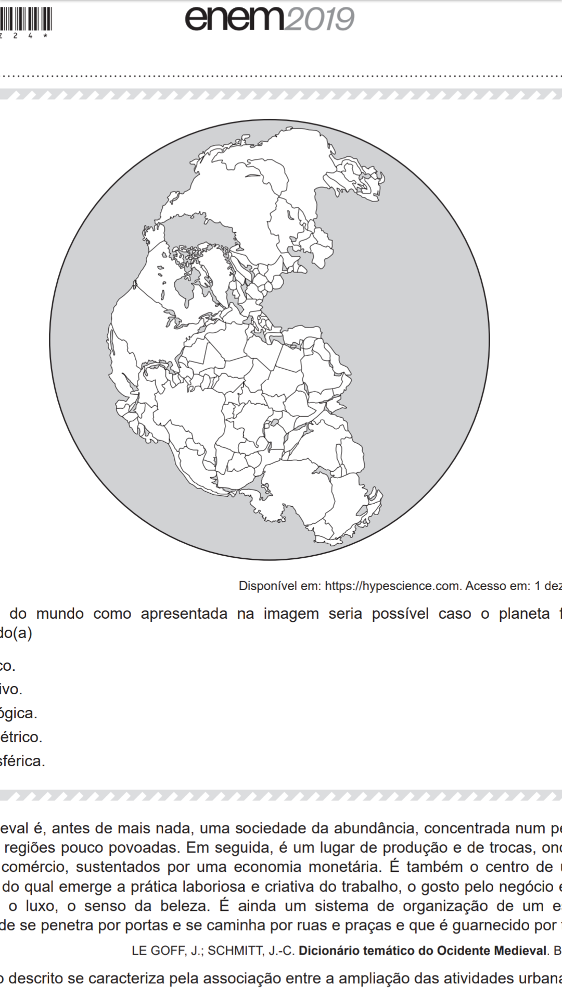 enem2019
Z 2 4 *
Disponível em: https://hypescience.com. Acesso em: 1 dez
do mundo como apresentada na imagem seria possível caso o planeta f
do(a)
co.
ivo.
ógica.
étrico.
sférica.
eval é, antes de mais nada, uma sociedade da abundância, concentrada num pe
regiões pouco povoadas. Em seguida, é um lugar de produção e de trocas, ond
comércio, sustentados por uma economia monetária. É também o centro de u
do qual emerge a prática laboriosa e criativa do trabalho, o gosto pelo negócio e
o luxo, o senso da beleza. É ainda um sistema de organização de um es
de se penetra por portas e se caminha por ruas e praças e que é guarnecido por t
LE GOFF, J.; SCHMITT, J.-C. Dicionário temático do Ocidente Medieval. B
o descrito se caracteriza pela associação entre a ampliação das atividades urbana